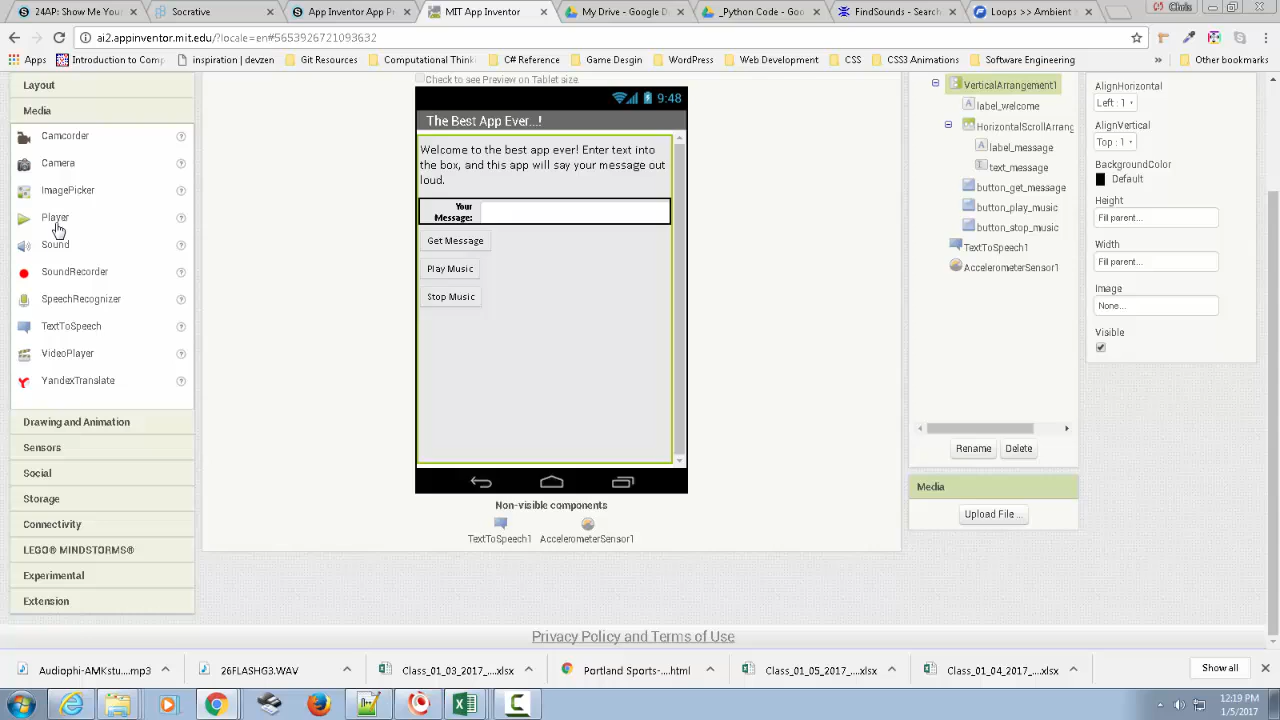 24AP: Show Me You
Socrative
App Inventor App P
MIT App Inventor
My Drive - Google D
_Python Code - Goo
FindSounds - Search
Loops >> Ambient
Chris
ai2.appinventor.mit.edu/?locale=en#5653926721093632
Apps
Introduction to Comp
inspiration | devzen
Git Resources
Computational Thinki
C# Reference
Game Desgin
WordPress
Web Development
CSS
CSS3 Animations
Software Engineering
»
Other bookmarks
Layout
Media
Camcorder
Camera
ImagePicker
Player
Sound
SoundRecorder
SpeechRecognizer
TextToSpeech
VideoPlayer
YandexTranslate
Drawing and Animation
Sensors
Social
Storage
Connectivity
LEGO® MINDSTORMS®
Experimental
Extension
Check to see Preview on Tablet size.
9:48
The Best App Ever...!
Welcome to the best app ever! Enter text into
the box, and this app will say your message out
loud.
Your
Message:
Get Message
Play Music
Stop Music
Non-visible components
TextToSpeech1
AccelerometerSensor1
VerticalArrangement1
label_welcome
HorizontalScrollArrang
label_message
text_message
button_get_message
button_play_music
button_stop_music
TextToSpeech1
AccelerometerSensor1
Rename
Delete
Media
Upload File ...
AlignHorizontal
Left : 1
AlignVertical
Top : 1
BackgroundColor
Default
Height
Fill parent...
Width
Fill parent...
Image
None...
Visible
Privacy Policy and Terms of Use
Audiophi-AMKstu....mp3
26FLASHG3.WAV
Class_01_03_2017_....xlsx
Portland Sports-....html
Class_01_05_2017_....xlsx
Class_01_04_2017_....xlsx
Show all
12:19 PM
1/5/2017